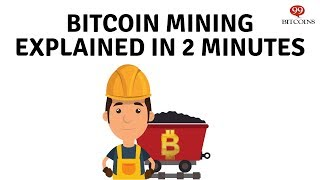 BITCOIN MINING
EXPLAINED IN 2 MINUTES
99
BITCOINS
B